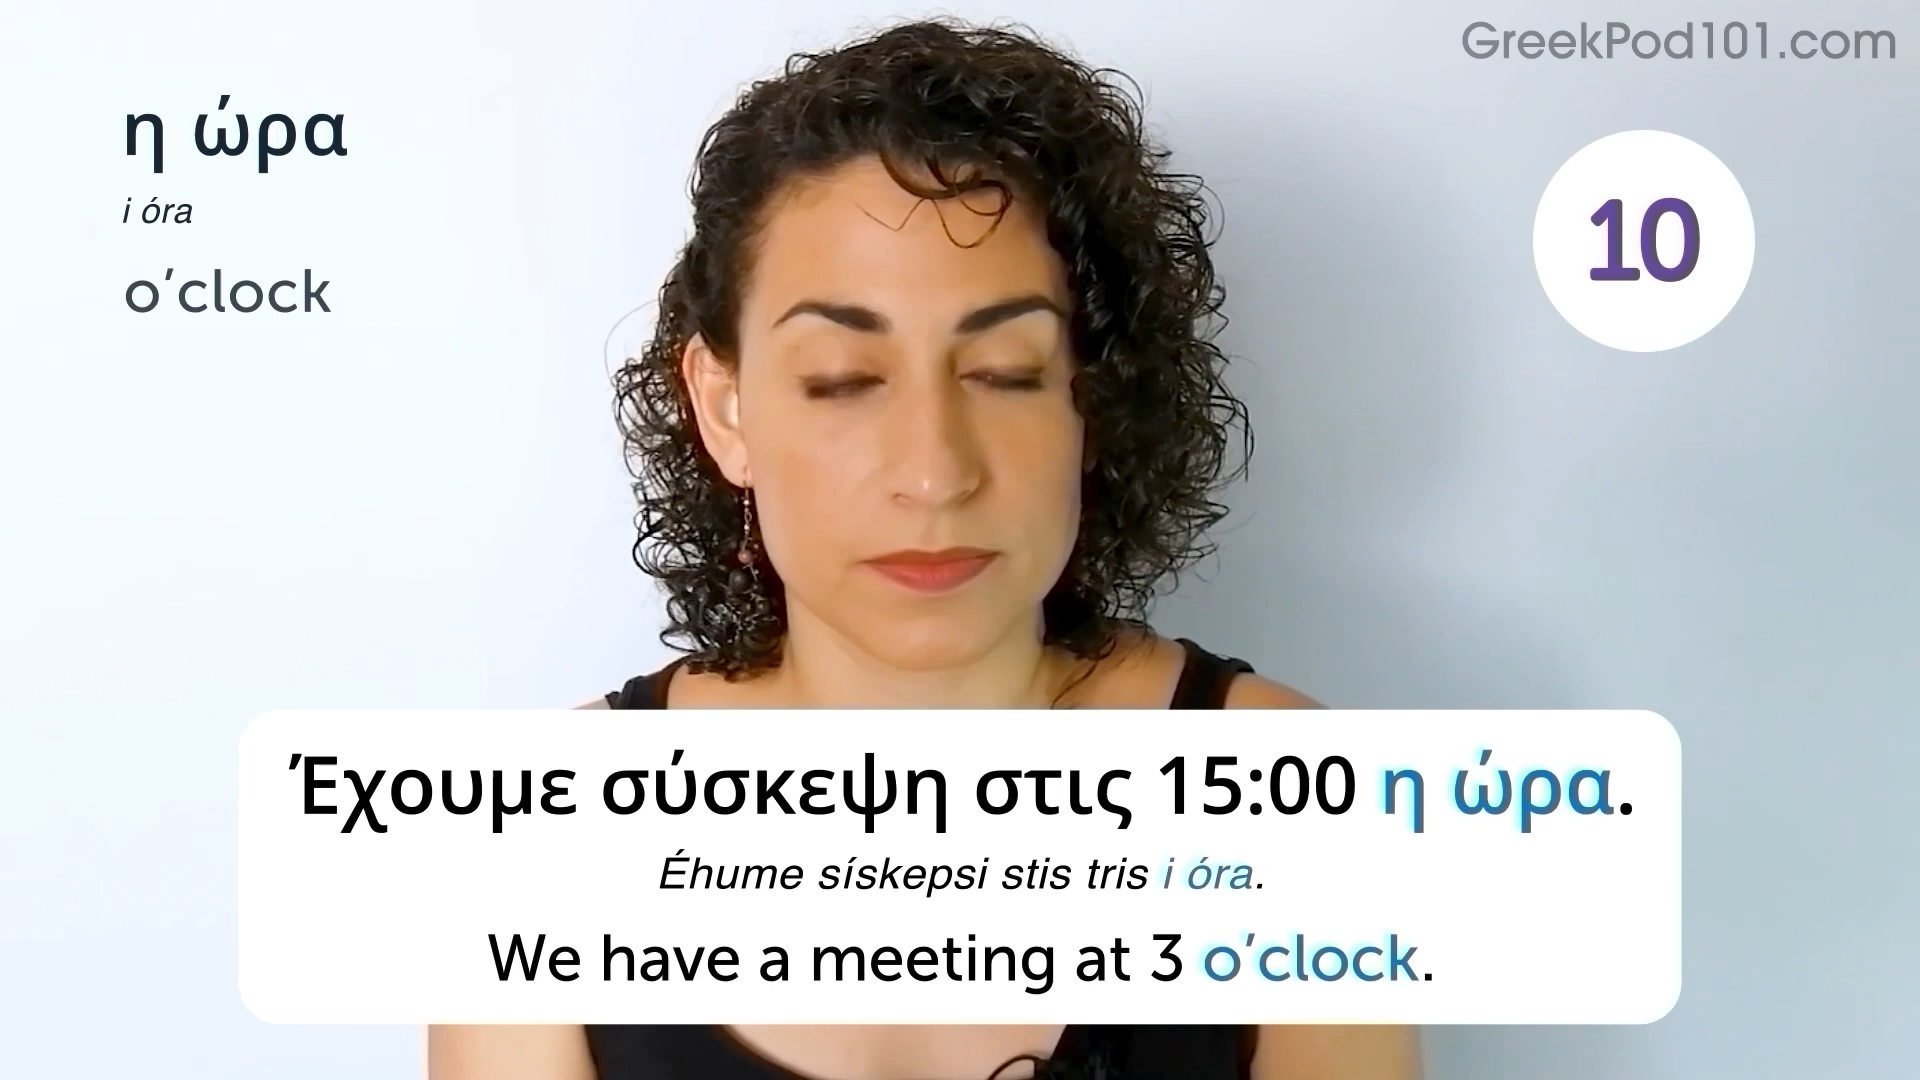 GreekPod101.com
η ώρα
i óra
o’clock
10
Έχουμε σύσκεψη στις 15:00 η ώρα.
Éhume sískepsi stis tris i óra.
We have a meeting at 3 o’clock.